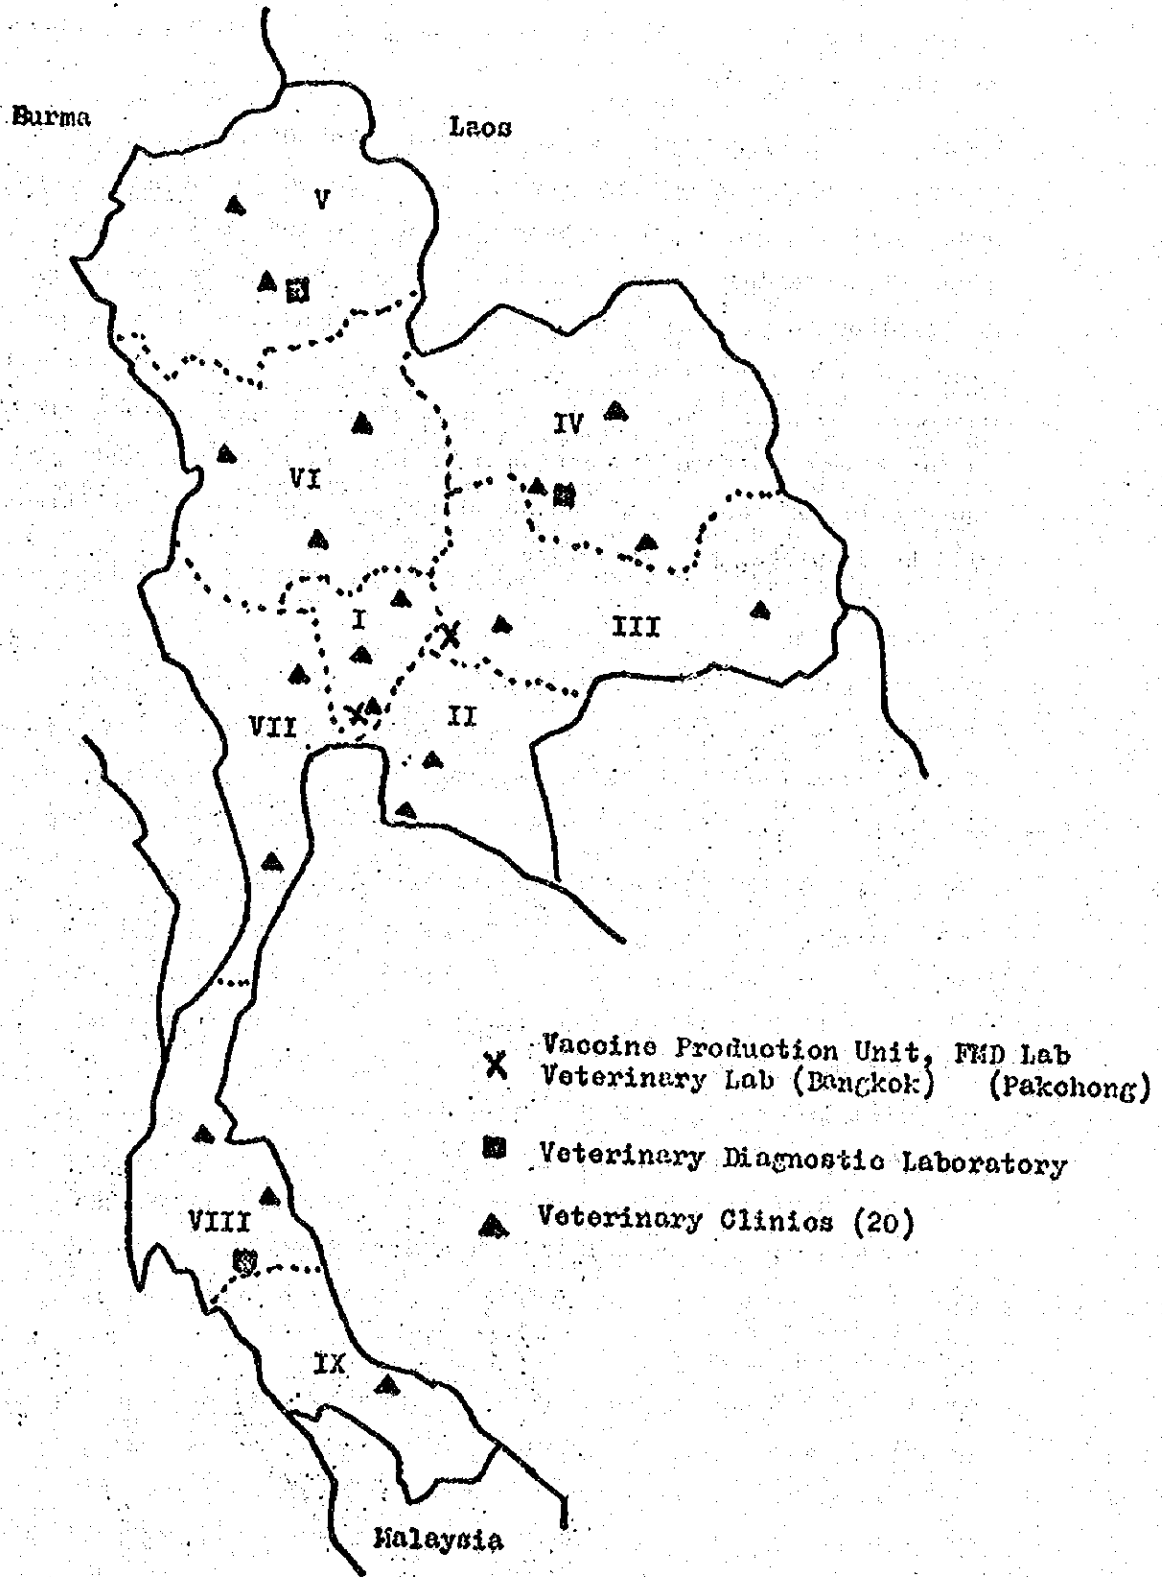 Burma
Laos
V
IV
VI
I
III
VII
II
X Vaccine Production Unit, FMD Lab
Veterinary Lab (Bangkok) (Pakchong)
Veterinary Diagnostic Laboratory
Veterinary Clinics (20)
VIII
IX
Malaysia